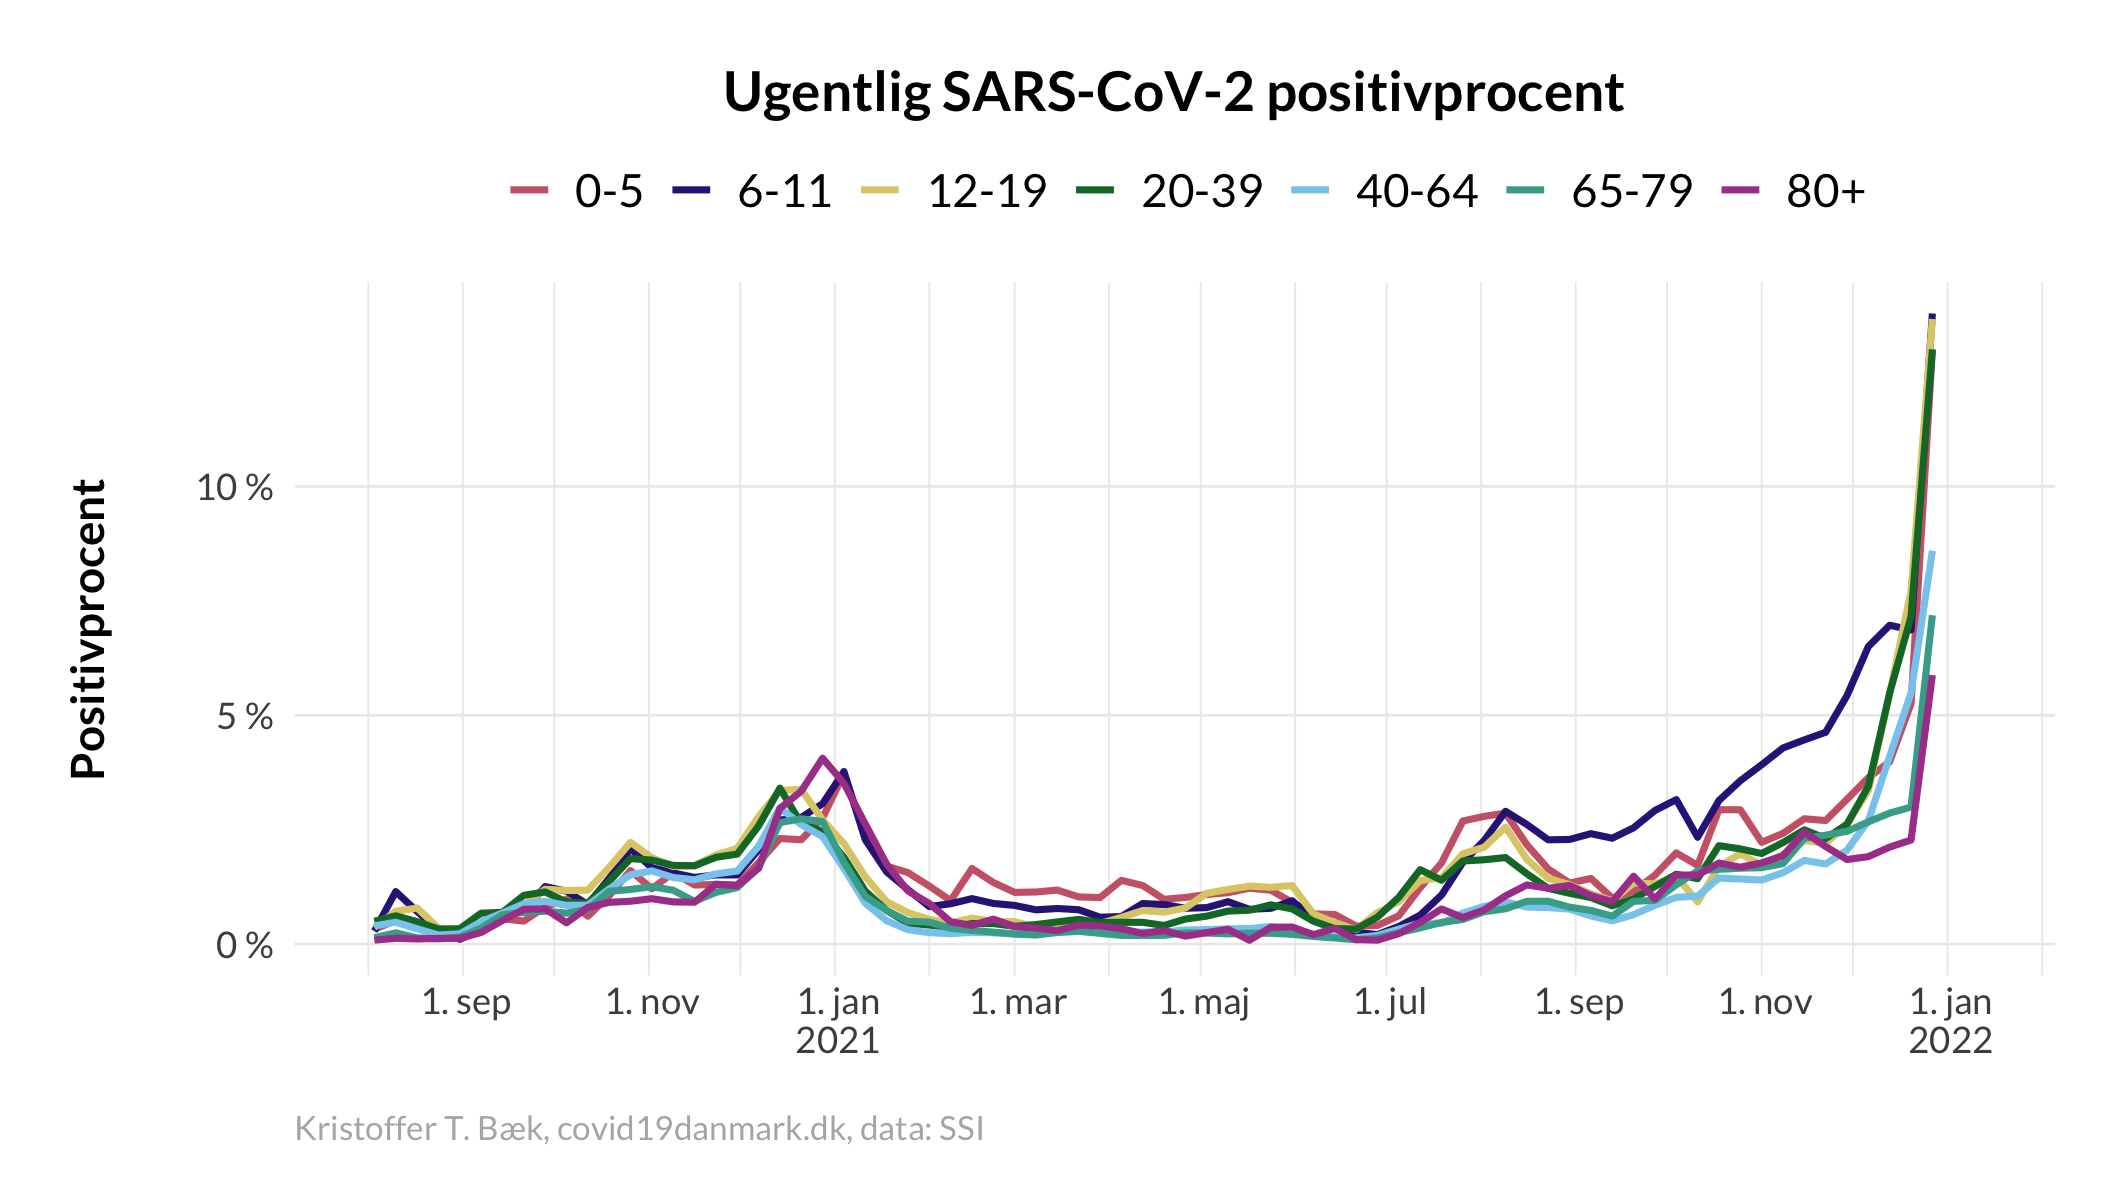 Ugentlig SARS-CoV-2 positivprocent
0-5 6-11 12-19 20-39 40-64 65-79 80+
Positivprocent
10 %
5 %
0 %
1. sep 1. nov 1. jan 1. mar 1. maj 1. jul 1. sep 1. nov 1. jan
2021 2022
Kristoffer T. Bæk, covid19danmark.dk, data: SSI